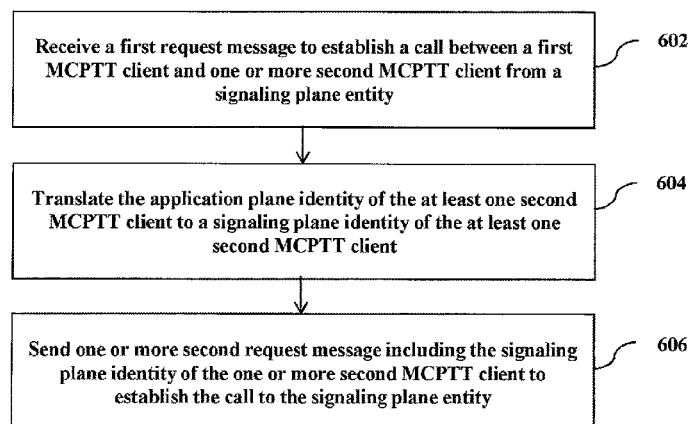 Receive a first request message to establish a call between a first
MCPTT client and one or more second MCPTT client from a
signaling plane entity
602
Translate the application plane identity of the at least one second
MCPTT client to a signaling plane identity of the at least one
second MCPTT client
604
Send one or more second request message including the signaling
plane identity of the one or more second MCPTT client to
establish the call to the signaling plane entity
606